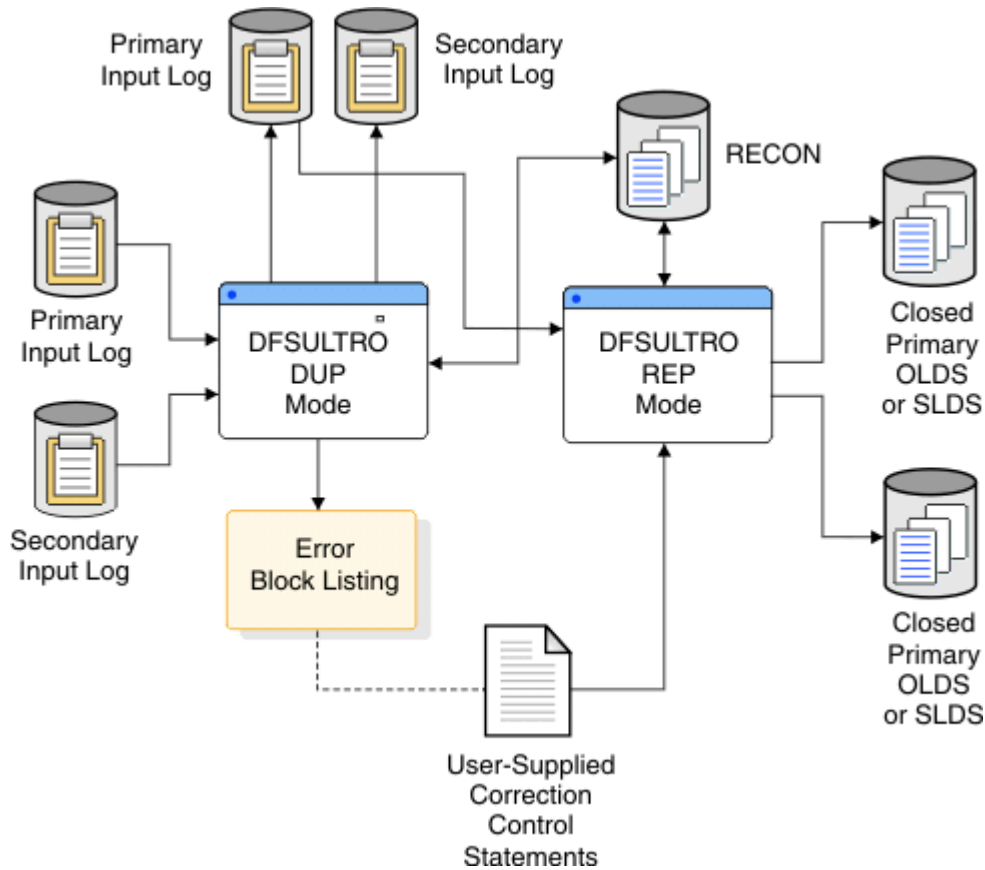 Primary
Input Log
Secondary
Input Log
RECON
Primary
Input Log
DFSULTRO
DUP
Mode
DFSULTRO
REP
Mode
Closed
Primary
OLDS
or SLDS
Secondary
Input Log
Error
Block Listing
Closed
Primary
OLDS
or SLDS
User-Supplied
Correction
Control
Statements